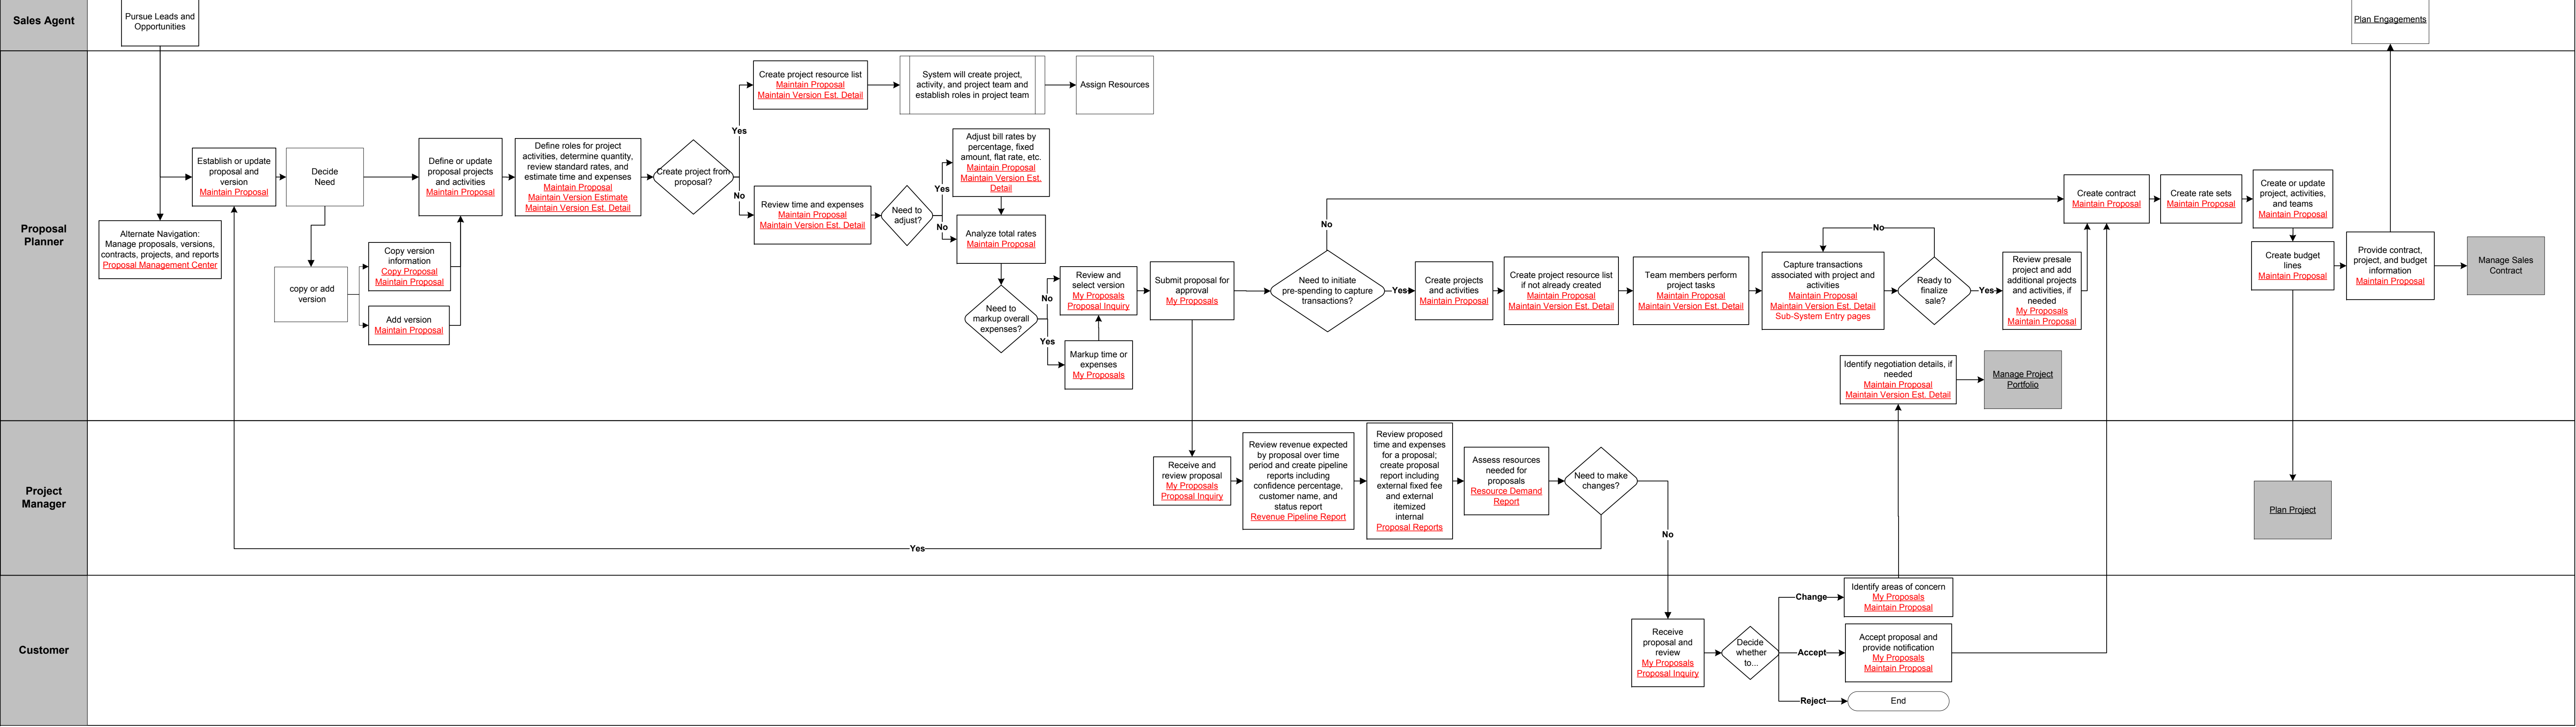 Sales Agent
Pursue Leads and
Opportunities
Plan Engagements
Proposal
Planner
Alternate Navigation:
Manage proposals, versions,
contracts, projects, and reports
Proposal Management Center
Establish or update
proposal and
version
Maintain Proposal
Decide
Need
copy or add
version
Copy version
information
Copy Proposal
Maintain Proposal
Add version
Maintain Proposal
Define or update
proposal projects
and activities
Maintain Proposal
Define roles for project
activities, determine quantity,
review standard rates, and
estimate time and expenses
Maintain Proposal
Maintain Version Estimate
Maintain Version Est. Detail
Create project from
proposal?
Yes
No
Create project resource list
Maintain Proposal
Maintain Version Est. Detail
System will create project,
activity, and project team and
establish roles in project team
Assign Resources
Review time and expenses
Maintain Proposal
Maintain Version Est. Detail
Need to
adjust?
Yes
No
Adjust bill rates by
percentage, fixed
amount, flat rate, etc.
Maintain Proposal
Maintain Version Est.
Detail
Analyze total rates
Maintain Proposal
Need to
markup overall
expenses?
No
Yes
Review and
select version
My Proposals
Proposal Inquiry
Markup time or
expenses
My Proposals
Submit proposal for
approval
My Proposals
Need to initiate
pre-spending to capture
transactions?
No
Yes
Create projects
and activities
Maintain Proposal
Create project resource list
if not already created
Maintain Proposal
Maintain Version Est. Detail
Team members perform
project tasks
Maintain Proposal
Maintain Version Est. Detail
Capture transactions
associated with project and
activities
Maintain Proposal
Maintain Version Est. Detail
Sub-System Entry pages
No
Ready to
finalize
sale?
Yes
Review presale
project and add
additional projects
and activities, if
needed
My Proposals
Maintain Proposal
Create contract
Maintain Proposal
Create rate sets
Maintain Proposal
Create or update
project, activities,
and teams
Maintain Proposal
Create budget
lines
Maintain Proposal
Provide contract,
project, and budget
information
Maintain Proposal
Manage Sales
Contract
Identify negotiation details, if
needed
Maintain Proposal
Maintain Version Est. Detail
Manage Project
Portfolio
Project
Manager
Receive and
review proposal
My Proposals
Proposal Inquiry
Review revenue expected
by proposal over time
period and create pipeline
reports including
confidence percentage,
customer name, and
status report
Revenue Pipeline Report
Review proposed
time and expenses
for a proposal;
create proposal
report including
external fixed fee
and external
itemized
internal
Proposal Reports
Assess resources
needed for
proposals
Resource Demand
Report
Need to make
changes?
Yes
No
Plan Project
Customer
Receive
proposal and
review
My Proposals
Proposal Inquiry
Decide
whether
to...
Change
Accept
Reject
Identify areas of concern
My Proposals
Maintain Proposal
Accept proposal and
provide notification
My Proposals
Maintain Proposal
End